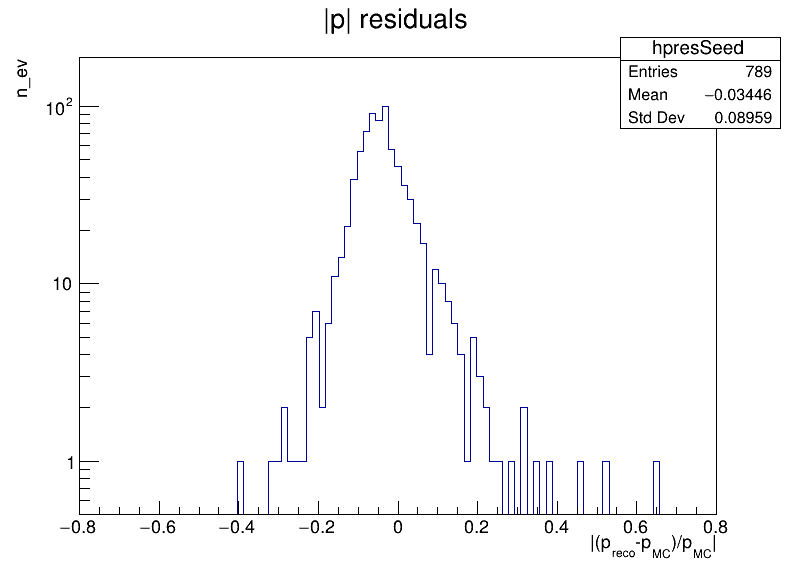 |p| residuals
hpresSeed
Entries 789
Mean −0.03446
Std Dev 0.08959
n_ev
10²
10
1
−0.8 −0.6 −0.4 −0.2 0 0.2 0.4 0.6 0.8
|(p_reco-p_MC)/p_MC|